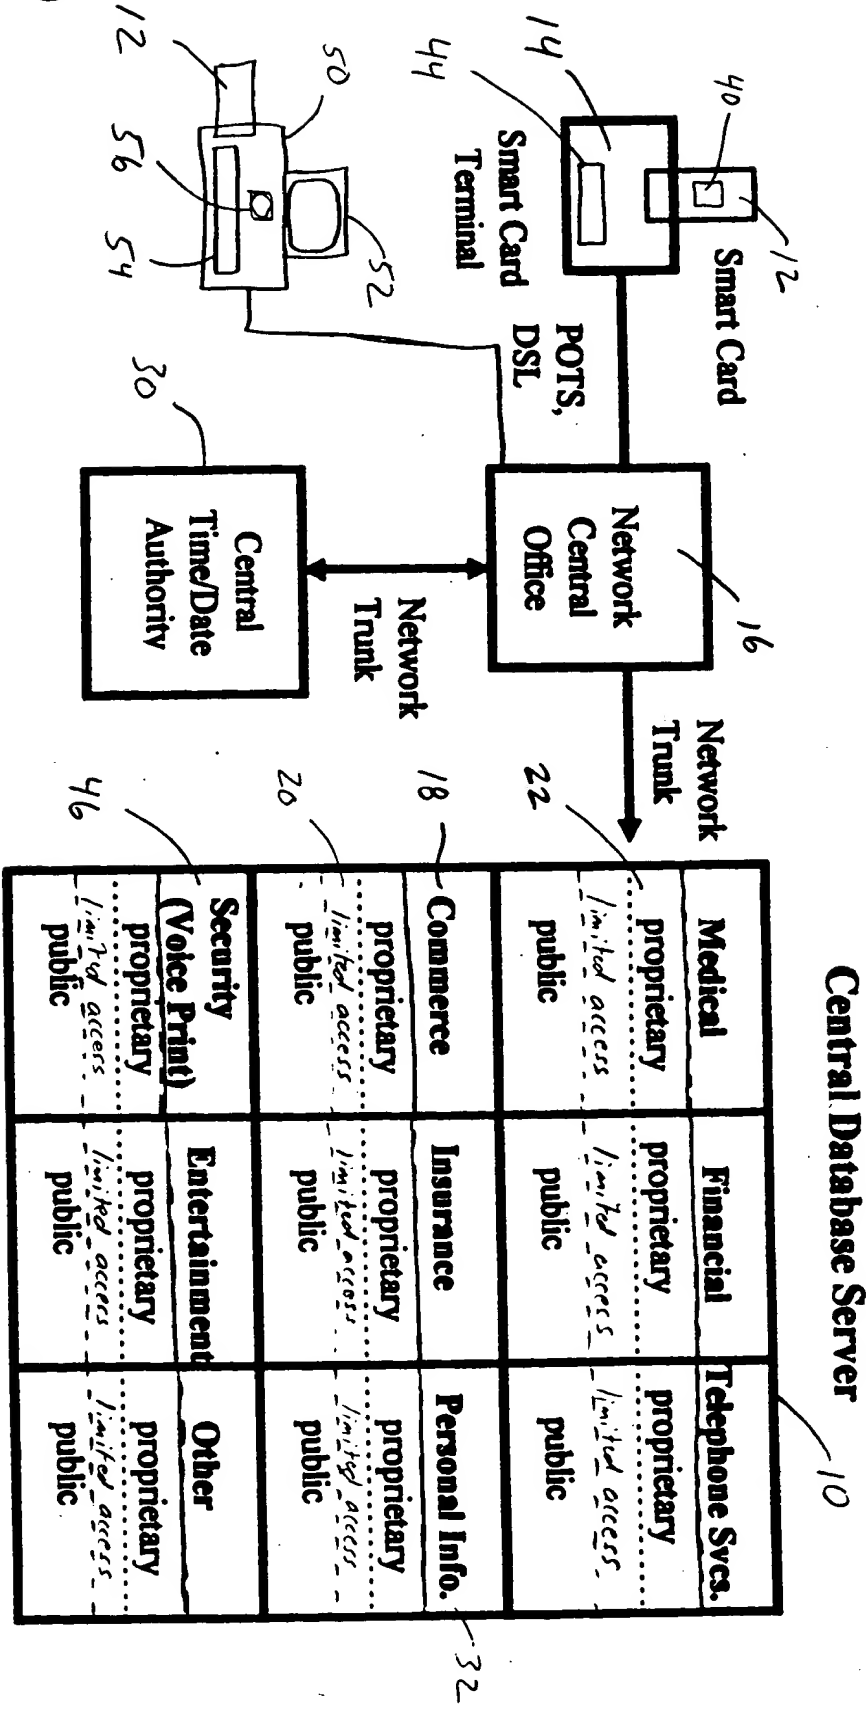 Central Database Server
10
12
Smart Card
40
14
44
Smart Card
Terminal
POTS,
DSL
16
Network
Central
Office
Network
Trunk
Network
Trunk
50
12
52
56
54
30
Central
Time/Date
Authority
22
18
20
46
32
Medical
proprietary
limited access
public
Financial
proprietary
limited access
public
Telephone Svcs.
proprietary
limited access
public
Commerce
proprietary
limited access
public
Insurance
proprietary
limited access
public
Personal Info.
proprietary
limited access
public
Security
(Voice Print)
proprietary
limited access
public
Entertainment
proprietary
limited access
public
Other
proprietary
limited access
public